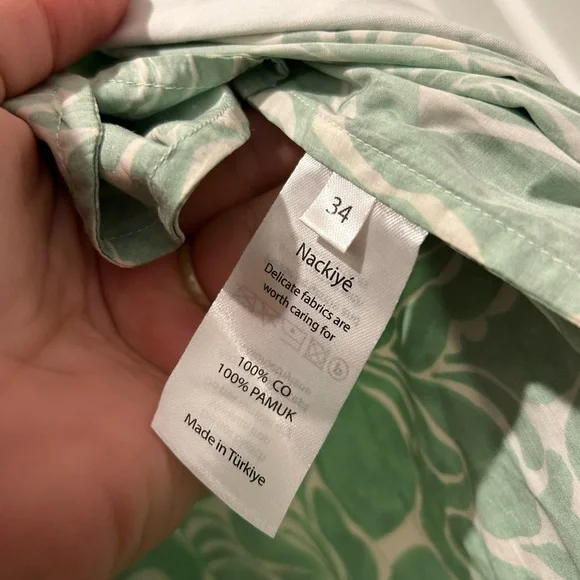 34
Nackiyé
Delicate fabrics are
worth caring for
100% CO
100% PAMUK
Made in Türkiye